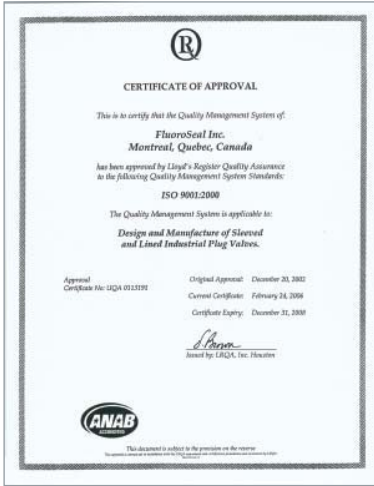 R
CERTIFICATE OF APPROVAL
This is to certify that the Quality Management System of:
FluoroSeal Inc.
Montreal, Quebec, Canada
has been approved by Lloyd's Register Quality Assurance
to the following Quality Management System Standards:
ISO 9001:2000
The Quality Management System is applicable to:
Design and Manufacture of Sleeved
and Lined Industrial Plug Valves.
Approval
Certificate No: UQA 0113191
Original Approval: December 20, 2002
Current Certificate: February 24, 2006
Certificate Expiry: December 31, 2008
S. Brown
Issued by: LRQA, Inc. Houston
ANAB
ACCREDITED
This document is subject to the provision on the reverse